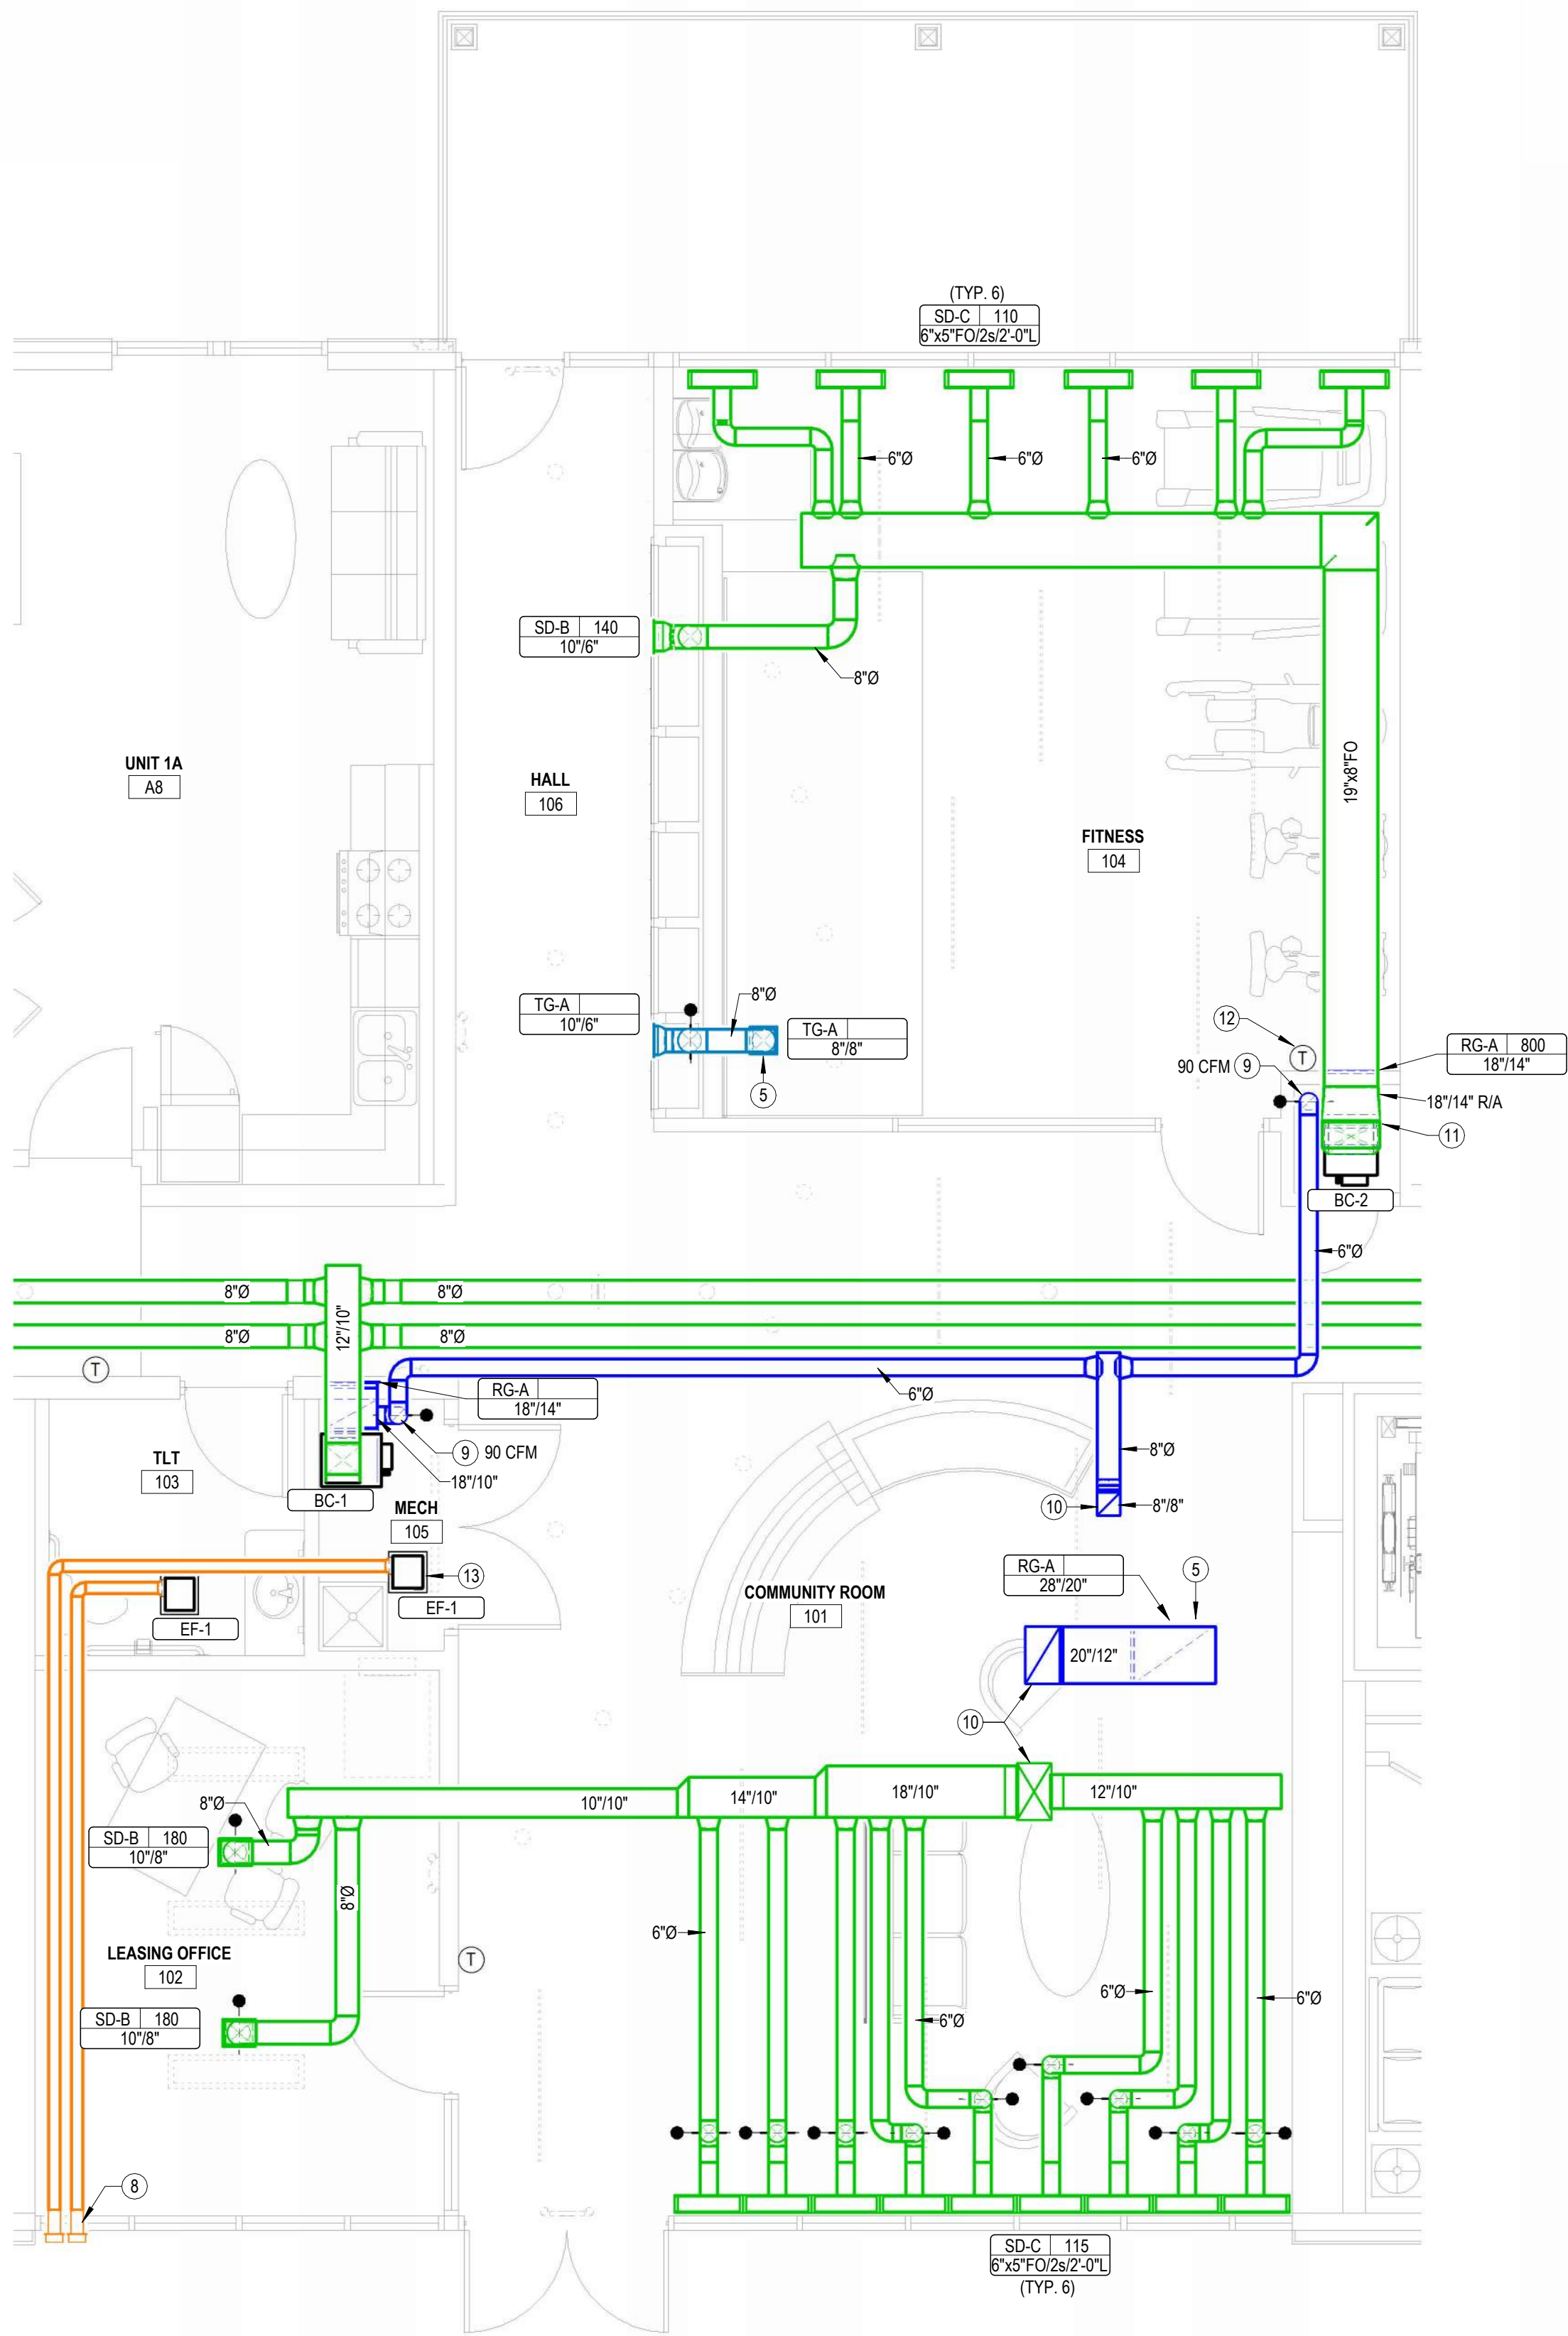 (TYP. 6)
SD-C 110
6"x5"FO/2s/2'-0"L
6"Ø
6"Ø
6"Ø
SD-B 140
10"/6"
8"Ø
UNIT 1A
A8
HALL
106
19"x8"FO
FITNESS
104
TG-A
10"/6"
8"Ø
TG-A
8"/8"
5
12
T
90 CFM 9
RG-A 800
18"/14"
18"/14" R/A
11
BC-2
6"Ø
8"Ø
8"Ø
12"/10"
8"Ø
8"Ø
T
RG-A
18"/14"
6"Ø
9 90 CFM
18"/10"
8"Ø
TLT
103
BC-1
MECH
105
10
8"/8"
13
EF-1
EF-1
COMMUNITY ROOM
101
RG-A
28"/20"
5
20"/12"
10
10"/10"
14"/10"
18"/10"
12"/10"
8"Ø
SD-B 180
10"/8"
8"Ø
6"Ø
LEASING OFFICE
102
T
6"Ø
6"Ø
6"Ø
SD-B 180
10"/8"
8
SD-C 115
6"x5"FO/2s/2'-0"L
(TYP. 6)